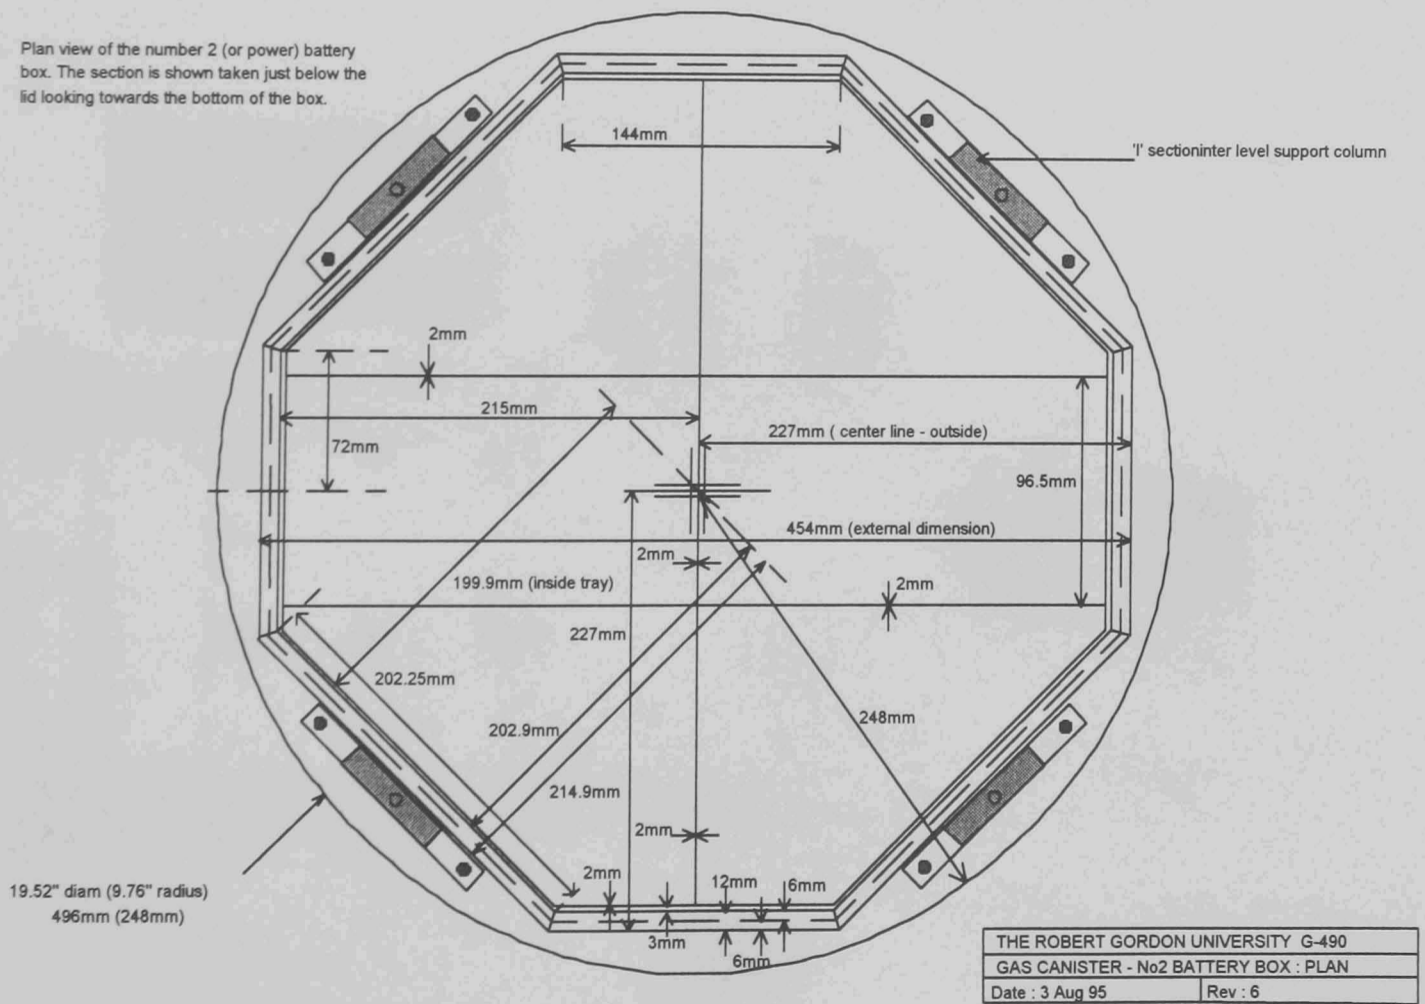 Plan view of the number 2 (or power) battery
box. The section is shown taken just below the
lid looking towards the bottom of the box.
144mm
'I' sectioninter level support column
2mm
215mm
227mm ( center line - outside)
72mm
96.5mm
454mm (external dimension)
2mm
199.9mm (inside tray)
2mm
227mm
202.25mm
248mm
202.9mm
214.9mm
2mm
2mm
12mm
6mm
19.52" diam (9.76" radius)
496mm (248mm)
3mm
6mm
THE ROBERT GORDON UNIVERSITY G-490
GAS CANISTER - No2 BATTERY BOX : PLAN
Date : 3 Aug 95
Rev : 6